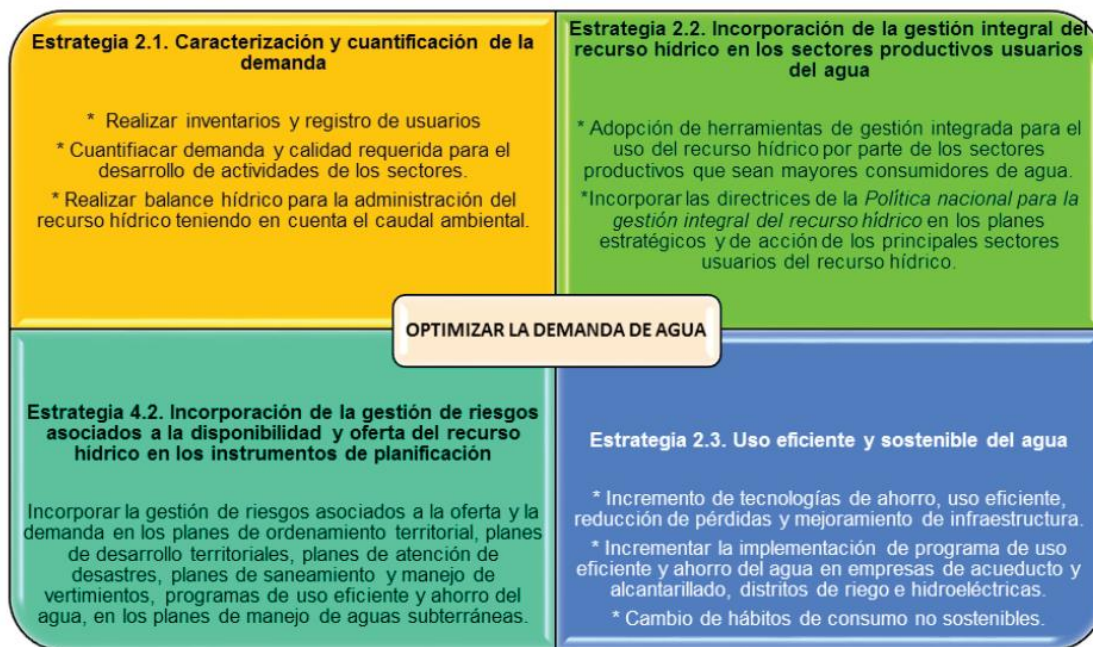 Estrategia 2.1. Caracterización y cuantificación de la
demanda
* Realizar inventarios y registro de usuarios
* Cuantifiacar demanda y calidad requerida para el
desarrollo de actividades de los sectores.
* Realizar balance hídrico para la administración del
recurso hídrico teniendo en cuenta el caudal ambiental.
Estrategia 2.2. Incorporación de la gestión integral del
recurso hídrico en los sectores productivos usuarios
del agua
* Adopción de herramientas de gestión integrada para el
uso del recurso hídrico por parte de los sectores
productivos que sean mayores consumidores de agua.
*Incorporar las directrices de la Política nacional para la
gestión integral del recurso hídrico en los planes
estratégicos y de acción de los principales sectores
usuarios del recurso hídrico.
OPTIMIZAR LA DEMANDA DE AGUA
Estrategia 4.2. Incorporación de la gestión de riesgos
asociados a la disponibilidad y oferta del recurso
hídrico en los instrumentos de planificación
Incorporar la gestión de riesgos asociados a la oferta y la
demanda en los planes de ordenamiento territorial, planes
de desarrollo territoriales, planes de atención de
desastres, planes de saneamiento y manejo de
vertimientos, programas de uso eficiente y ahorro del
agua, en los planes de manejo de aguas subterráneas.
Estrategia 2.3. Uso eficiente y sostenible del agua
* Incremento de tecnologías de ahorro, uso eficiente,
reducción de pérdidas y mejoramiento de infraestructura.
* Incrementar la implementación de programa de uso
eficiente y ahorro del agua en empresas de acueducto y
alcantarillado, distritos de riego e hidroeléctricas.
* Cambio de hábitos de consumo no sostenibles.